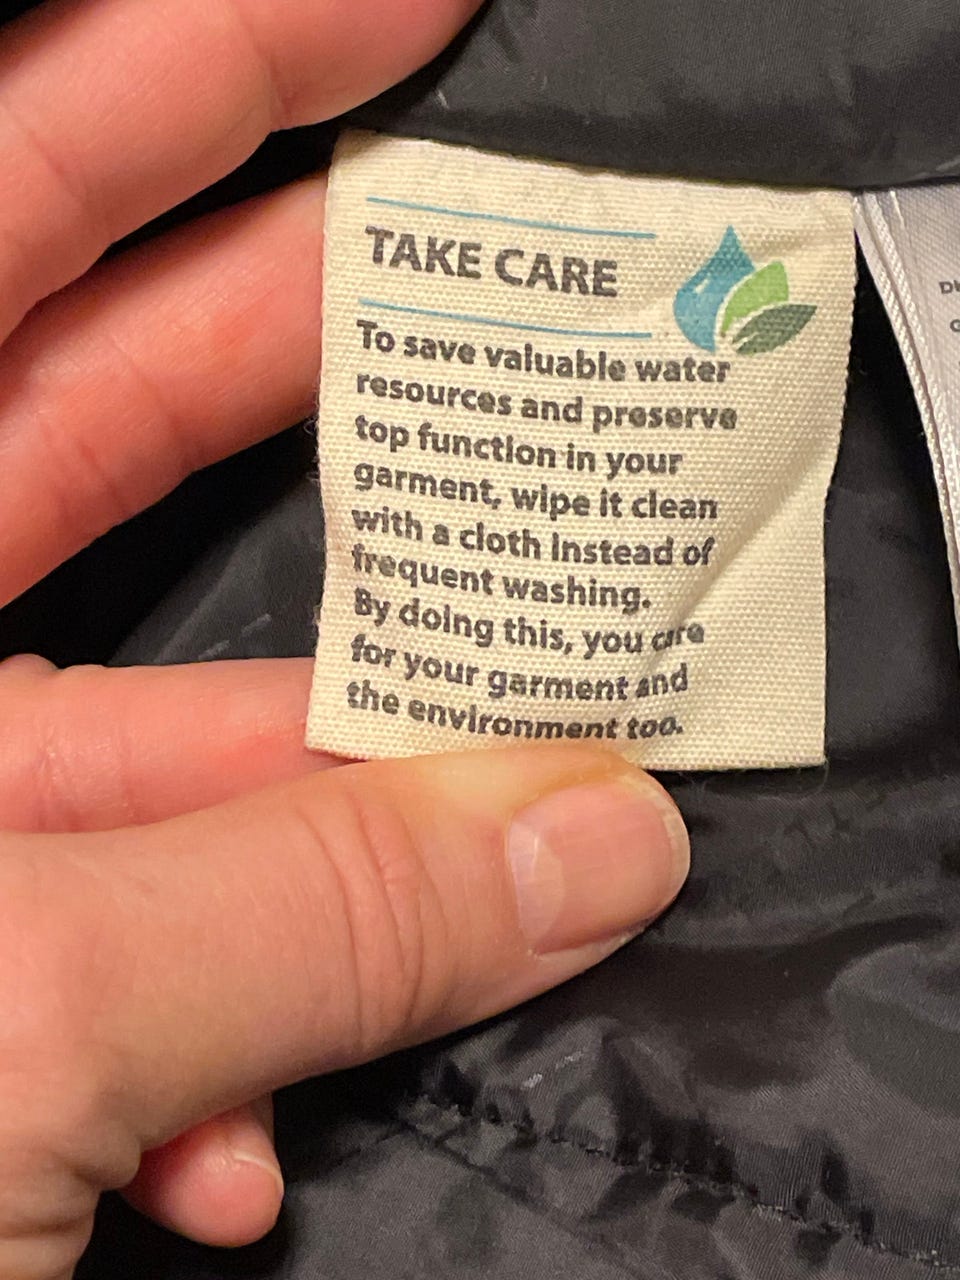 TAKE CARE
To save valuable water
resources and preserve
top function in your
garment, wipe it clean
with a cloth instead of
frequent washing.
By doing this, you care
for your garment and
the environment too.